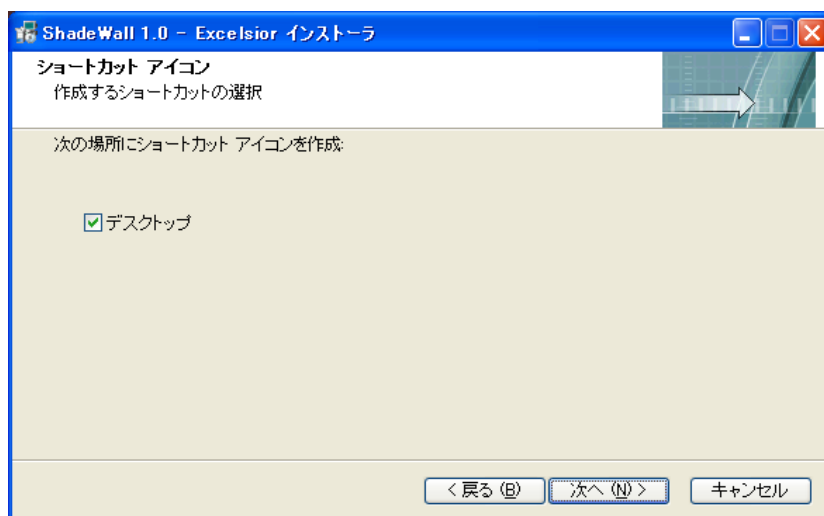 ShadeWall 1.0 - Excelsior インストーラ
ショートカット アイコン
作成するショートカットの選択
次の場所にショートカット アイコンを作成:
デスクトップ
< 戻る (B)
次へ (N) >
キャンセル